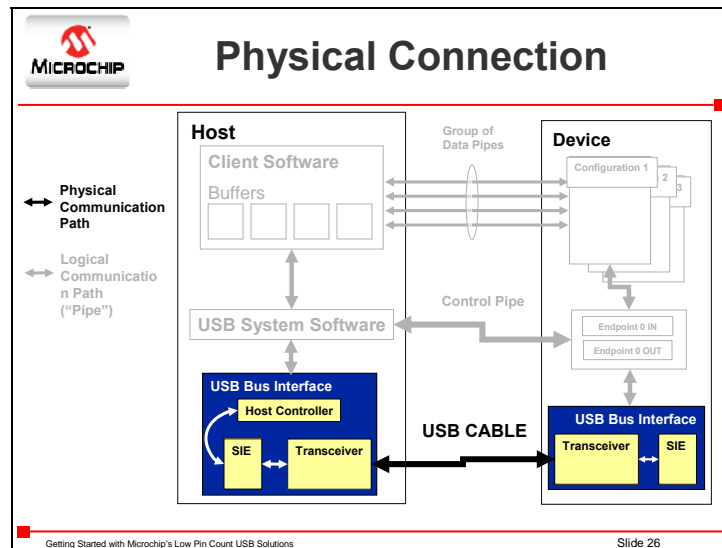 MICROCHIP
Physical Connection
Host
Client Software
Buffers
Group of
Data Pipes
Device
Configuration 1
2
3
Physical
Communication
Path
Logical
Communicatio
n Path
(“Pipe”)
USB System Software
Control Pipe
Endpoint 0 IN
Endpoint 0 OUT
USB Bus Interface
Host Controller
SIE
Transceiver
USB CABLE
USB Bus Interface
Transceiver
SIE
Getting Started with Microchip's Low Pin Count USB Solutions
Slide 26